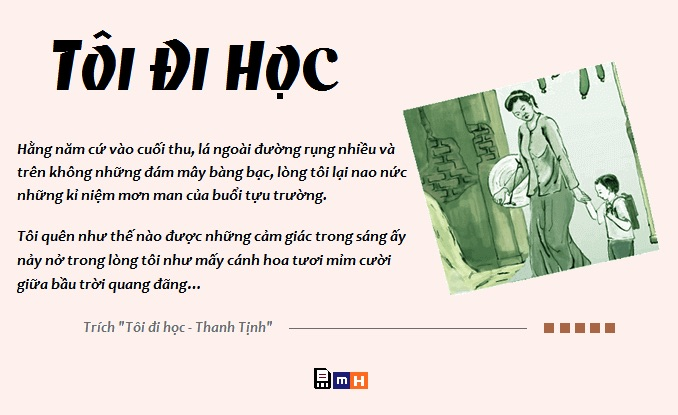 TÔI ĐI HỌC
Hằng năm cứ vào cuối thu, lá ngoài đường rụng nhiều và
trên không những đám mây bàng bạc, lòng tôi lại nao nức
những kỉ niệm mơn man của buổi tựu trường.
Tôi quên như thế nào được những cảm giác trong sáng ấy
nảy nở trong lòng tôi như mấy cánh hoa tươi mỉm cười
giữa bầu trời quang đãng...
Trích "Tôi đi học - Thanh Tịnh"
m H